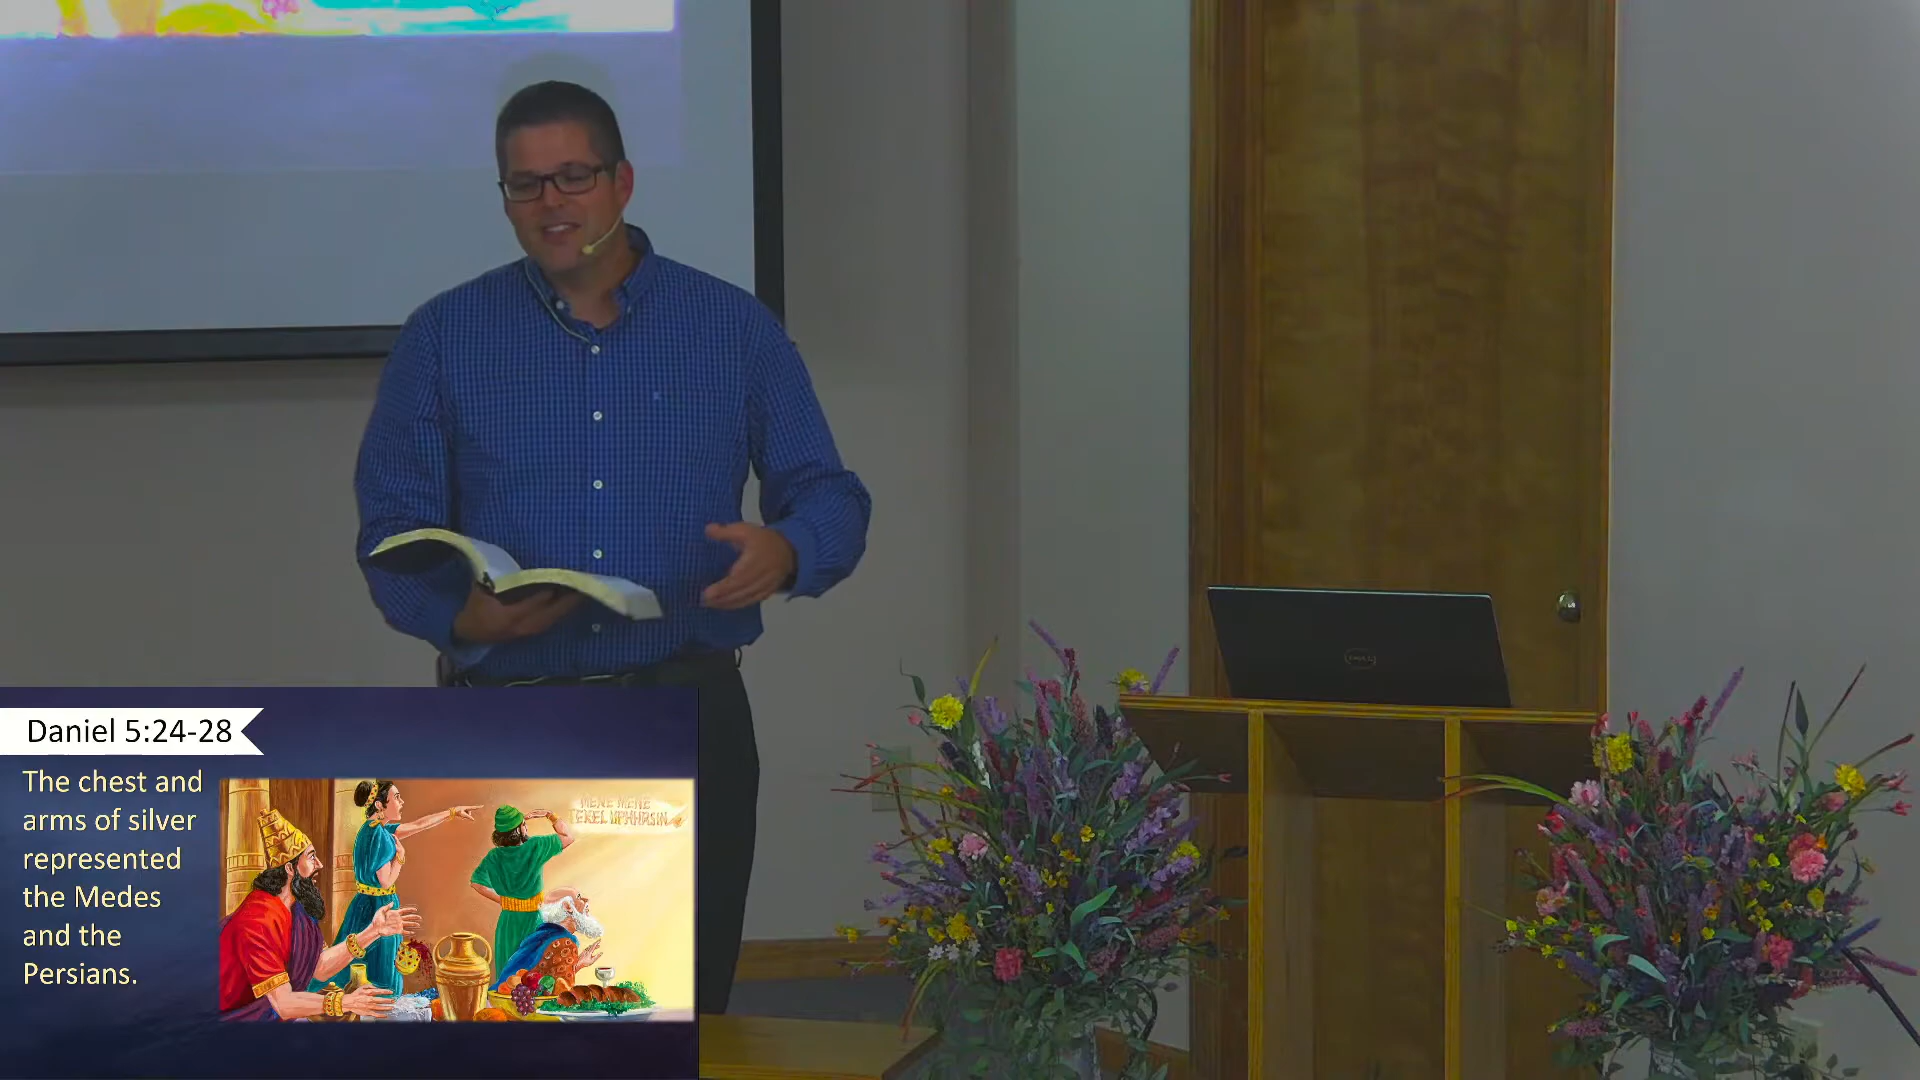 Daniel 5:24-28
The chest and
arms of silver
represented
the Medes
and the
Persians.
MENE MENE
TEKEL UPHARSIN
DELL